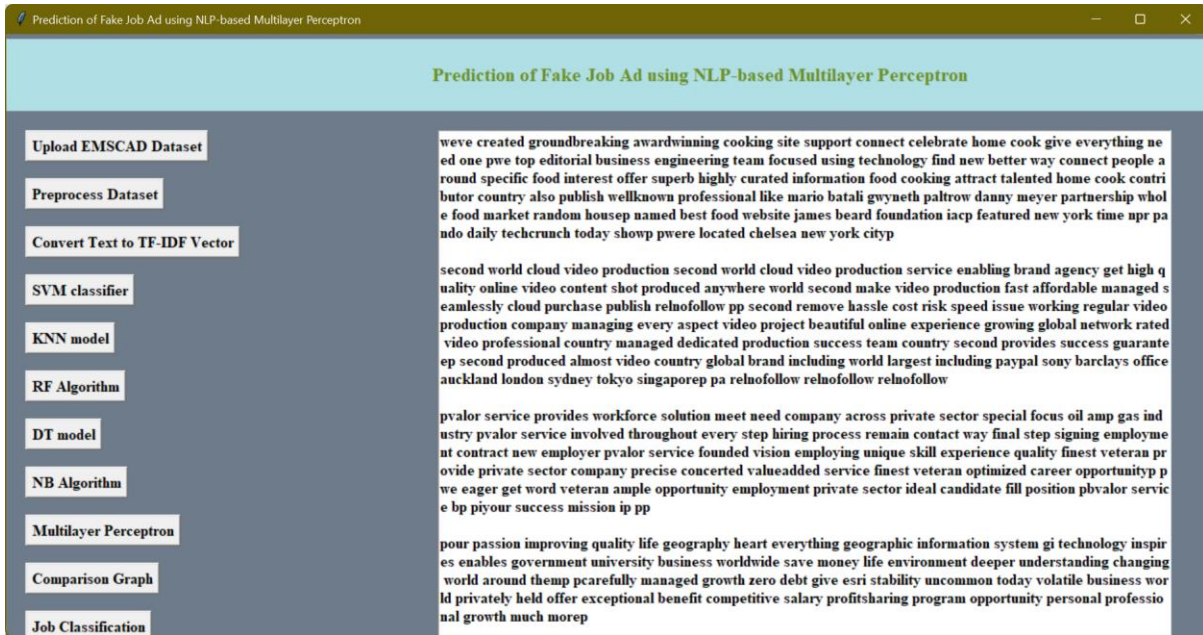 Prediction of Fake Job Ad using NLP-based Multilayer Perceptron
Prediction of Fake Job Ad using NLP-based Multilayer Perceptron
Upload EMSCAD Dataset
Preprocess Dataset
Convert Text to TF-IDF Vector
SVM classifier
KNN model
RF Algorithm
DT model
NB Algorithm
Multilayer Perceptron
Comparison Graph
Job Classification
weve created groundbreaking awardwinning cooking site support connect celebrate home cook give everything ne
ed one pwe top editorial business engineering team focused using technology find new better way connect people a
round specific food interest offer superb highly curated information food cooking attract talented home cook contri
butor country also publish wellknown professional like mario batali gwyneth paltrow danny meyer partnership whol
e food market random housep named best food website james beard foundation iacp featured new york time npr pa
ndo daily techcrunch today showp pwere located chelsea new york cityp
second world cloud video production second world cloud video production service enabling brand agency get high q
uality online video content shot produced anywhere world second make video production fast affordable managed s
eamlessly cloud purchase publish relnofollow pp second remove hassle cost risk speed issue working regular video
production company managing every aspect video project beautiful online experience growing global network rated
video professional country managed dedicated production success team country second provides success guarante
ep second produced almost video country global brand including world largest including paypal sony barclays office
auckland london sydney tokyo singaporep pa relnofollow relnofollow relnofollow
pvalor service provides workforce solution meet need company across private sector special focus oil amp gas ind
ustry pvalor service involved throughout every step hiring process remain contact way final step signing employme
nt contract new employer pvalor service founded vision employing unique skill experience quality finest veteran pr
ovide private sector company precise concerted valueadded service finest veteran optimized career opportunityp p
we eager get word veteran ample opportunity employment private sector ideal candidate fill position pbvalor servic
e bp piyour success mission ip pp
pour passion improving quality life geography heart everything geographic information system gi technology inspir
es enables government university business worldwide save money life environment deeper understanding changing
world around themp pcarefully managed growth zero debt give esri stability uncommon today volatile business wor
ld privately held offer exceptional benefit competitive salary profitsharing program opportunity personal professio
nal growth much morep